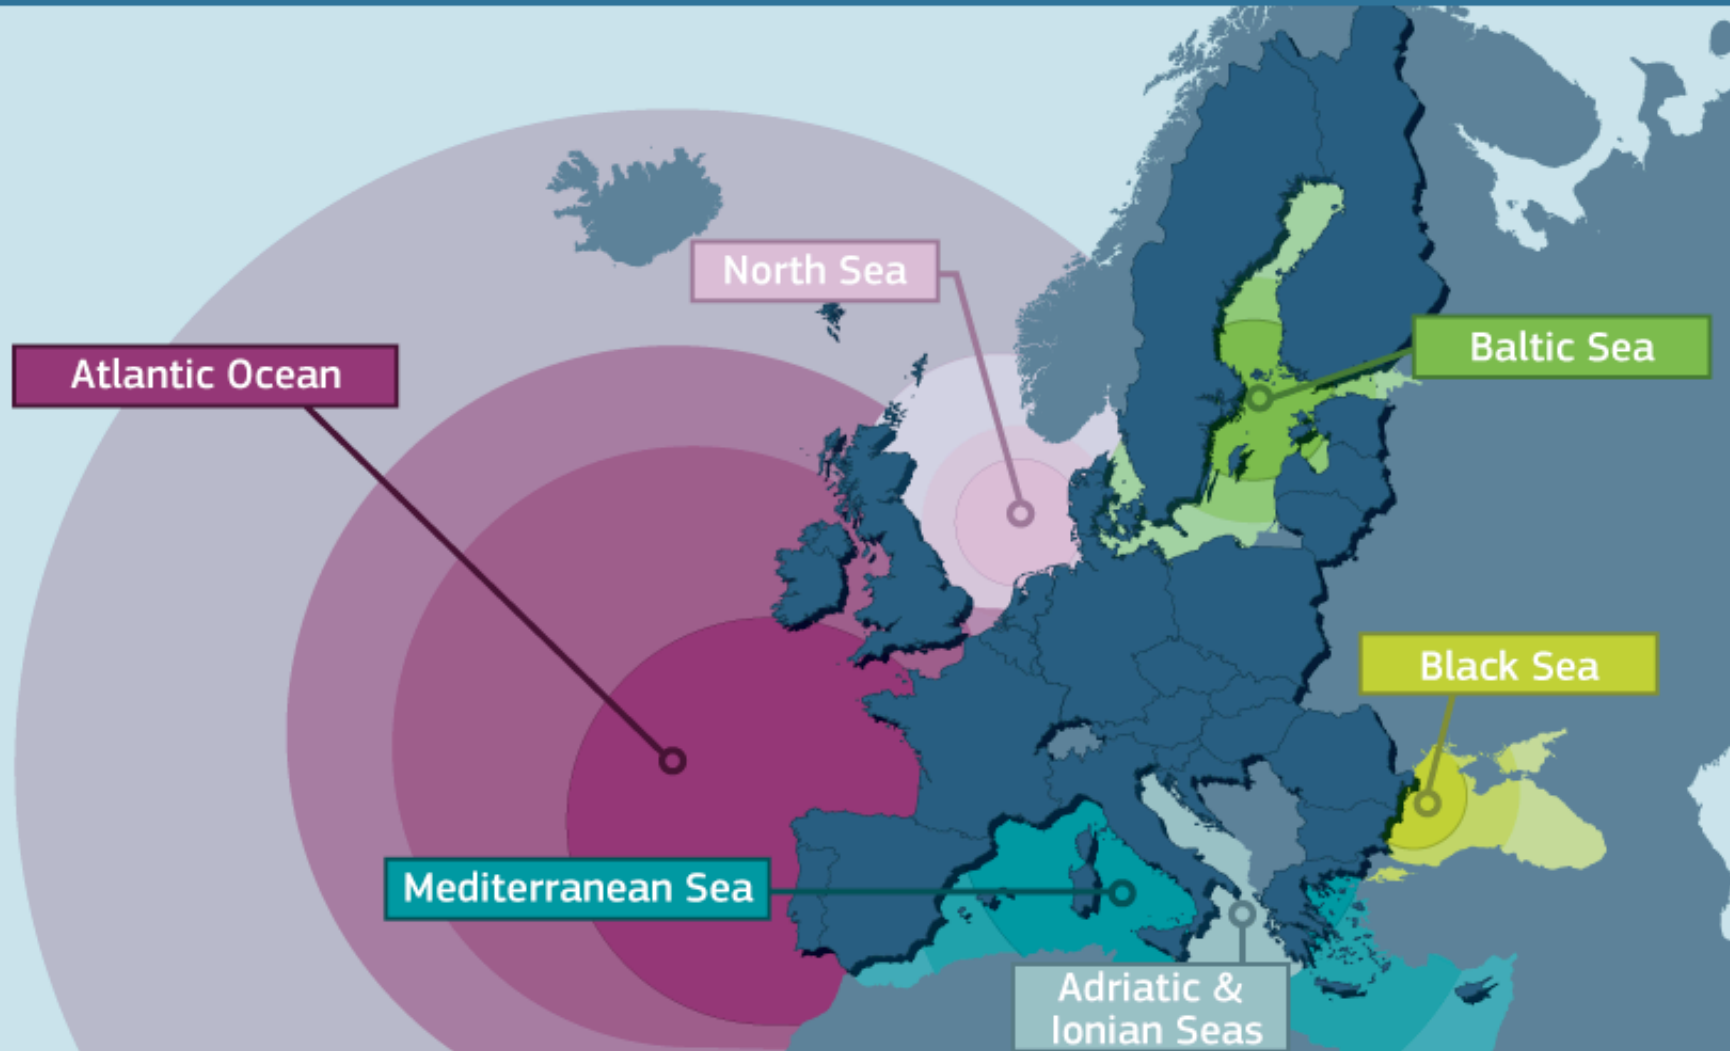 North Sea
Baltic Sea
Atlantic Ocean
Black Sea
Mediterranean Sea
Adriatic &
Ionian Seas